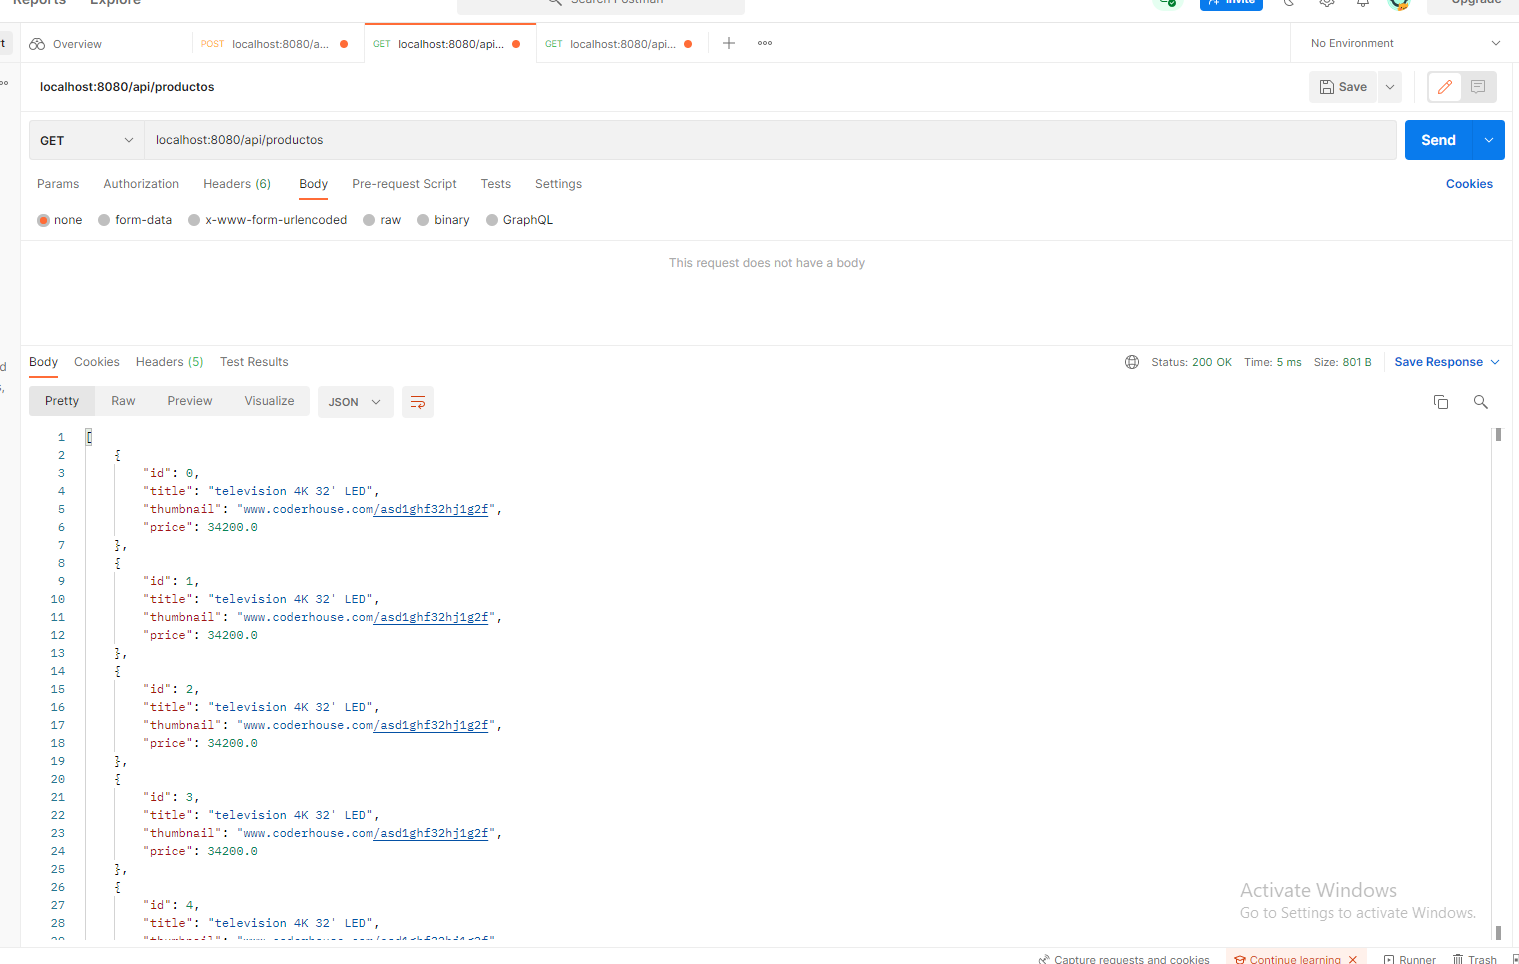 Reports Explore Search Postman Invite Upgrade
Overview POST localhost:8080/a... GET localhost:8080/api... GET localhost:8080/api... No Environment
localhost:8080/api/productos Save
GET localhost:8080/api/productos Send
Params Authorization Headers (6) Body Pre-request Script Tests Settings Cookies
none form-data x-www-form-urlencoded raw binary GraphQL
This request does not have a body
Body Cookies Headers (5) Test Results Status: 200 OK Time: 5 ms Size: 801 B Save Response
Pretty Raw Preview Visualize JSON
1 [
2 {
3 "id": 0,
4 "title": "television 4K 32' LED",
5 "thumbnail": "www.coderhouse.com/asd1ghf32hj1g2f",
6 "price": 34200.0
7 },
8 {
9 "id": 1,
10 "title": "television 4K 32' LED",
11 "thumbnail": "www.coderhouse.com/asd1ghf32hj1g2f",
12 "price": 34200.0
13 },
14 {
15 "id": 2,
16 "title": "television 4K 32' LED",
17 "thumbnail": "www.coderhouse.com/asd1ghf32hj1g2f",
18 "price": 34200.0
19 },
20 {
21 "id": 3,
22 "title": "television 4K 32' LED",
23 "thumbnail": "www.coderhouse.com/asd1ghf32hj1g2f",
24 "price": 34200.0
25 },
26 {
27 "id": 4,
28 "title": "television 4K 32' LED",
Activate Windows
Go to Settings to activate Windows.
Capture requests and cookies Continue learning Runner Trash